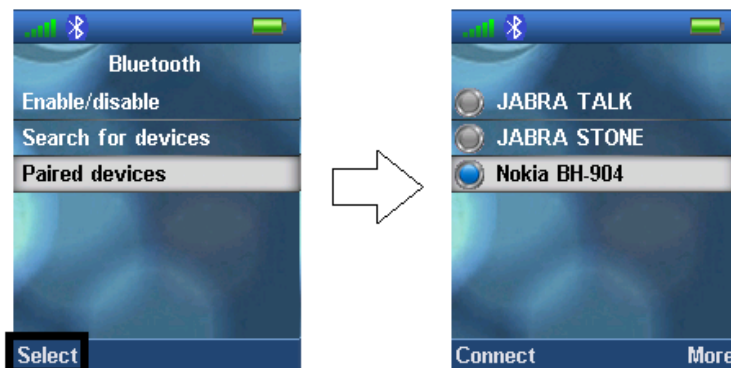 Bluetooth
Enable/disable
Search for devices
Paired devices
Select
JABRA TALK
JABRA STONE
Nokia BH-904
Connect More